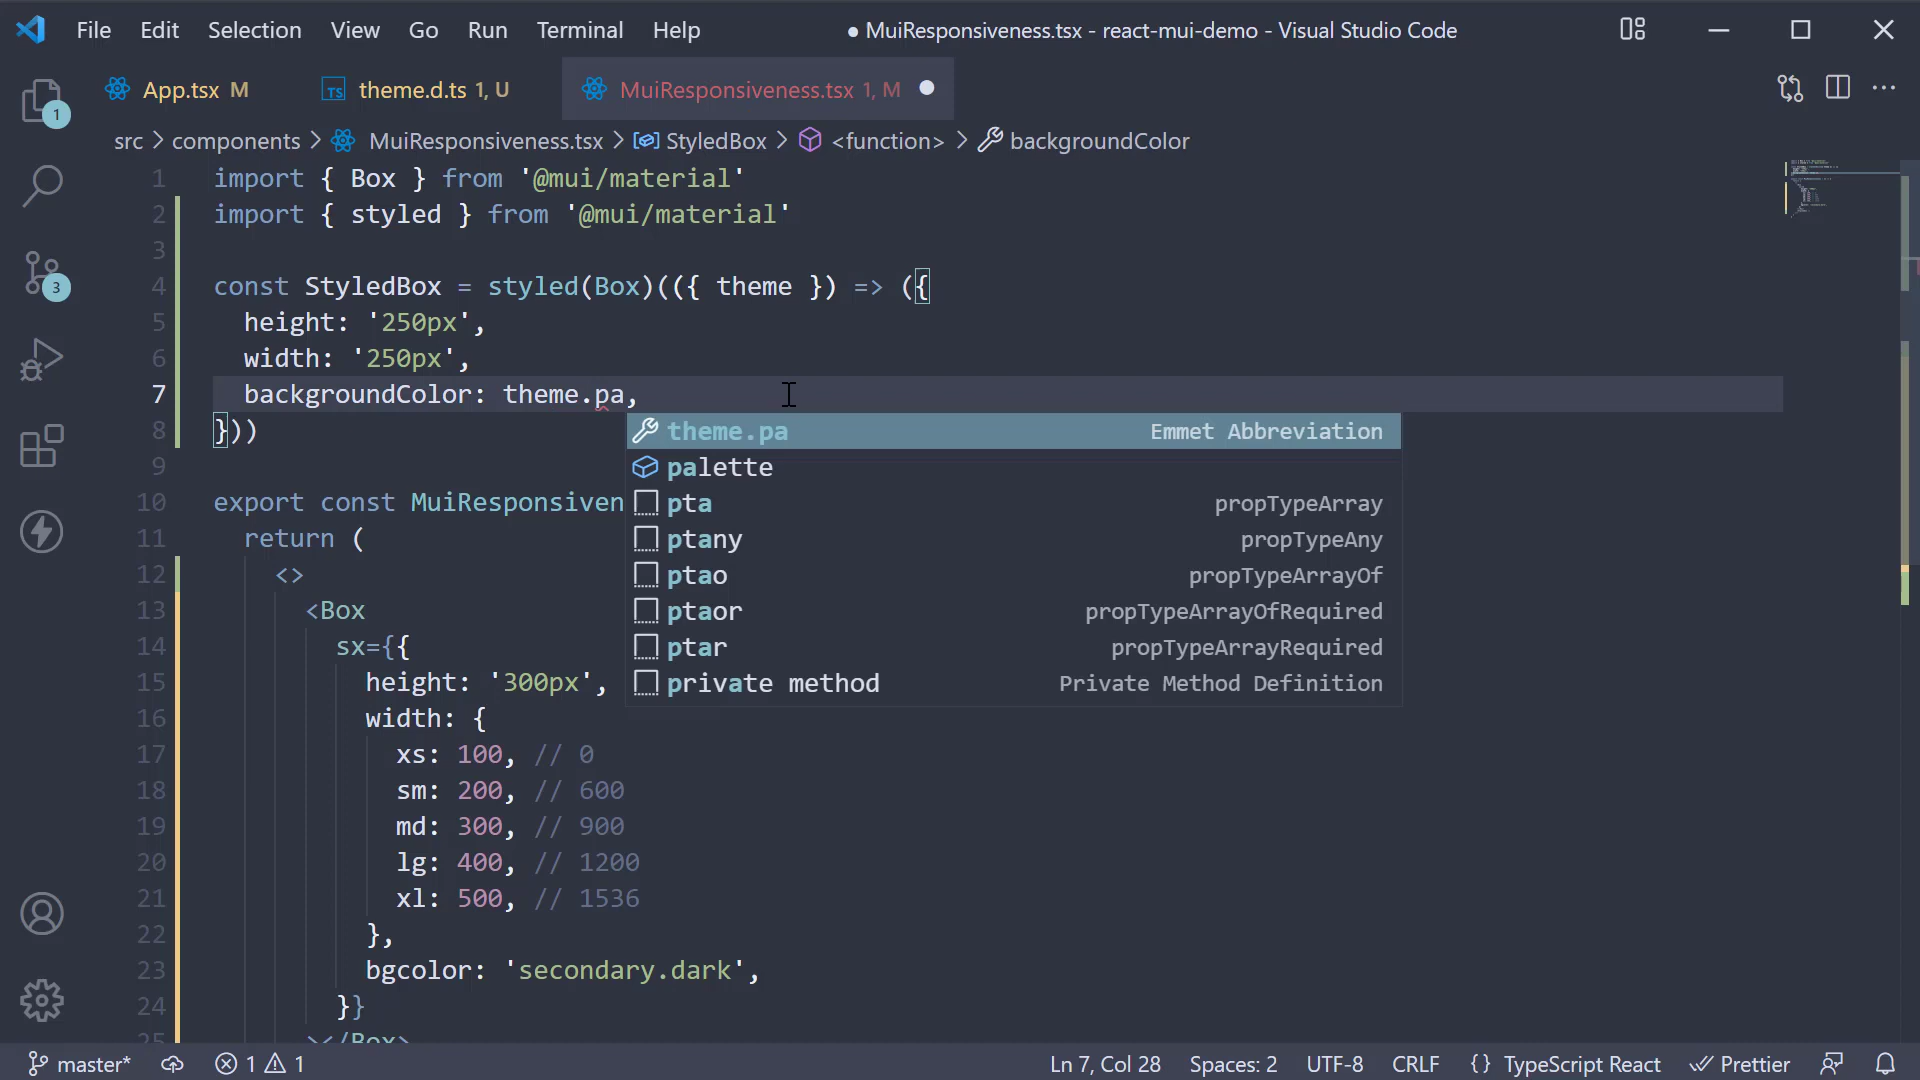 File Edit Selection View Go Run Terminal Help ● MuiResponsiveness.tsx - react-mui-demo - Visual Studio Code
App.tsx M TS theme.d.ts 1, U MuiResponsiveness.tsx 1, M
src > components > MuiResponsiveness.tsx > StyledBox > <function> > backgroundColor
1 import { Box } from '@mui/material'
2 import { styled } from '@mui/material'
3
4 const StyledBox = styled(Box)(({ theme }) => ({
5 height: '250px',
6 width: '250px',
7 backgroundColor: theme.pa,
8 }))
theme.pa Emmet Abbreviation
palette
pta propTypeArray
ptany propTypeAny
ptao propTypeArrayOf
ptaor propTypeArrayOfRequired
ptar propTypeArrayRequired
private method Private Method Definition
9
10 export const MuiResponsiven
11 return (
12 <>
13 <Box
14 sx={{
15 height: '300px',
16 width: {
17 xs: 100, // 0
18 sm: 200, // 600
19 md: 300, // 900
20 lg: 400, // 1200
21 xl: 500, // 1536
22 },
23 bgcolor: 'secondary.dark',
24 }}
25 ></Box>
1
3
master* 1 1 Ln 7, Col 28 Spaces: 2 UTF-8 CRLF {} TypeScript React Prettier